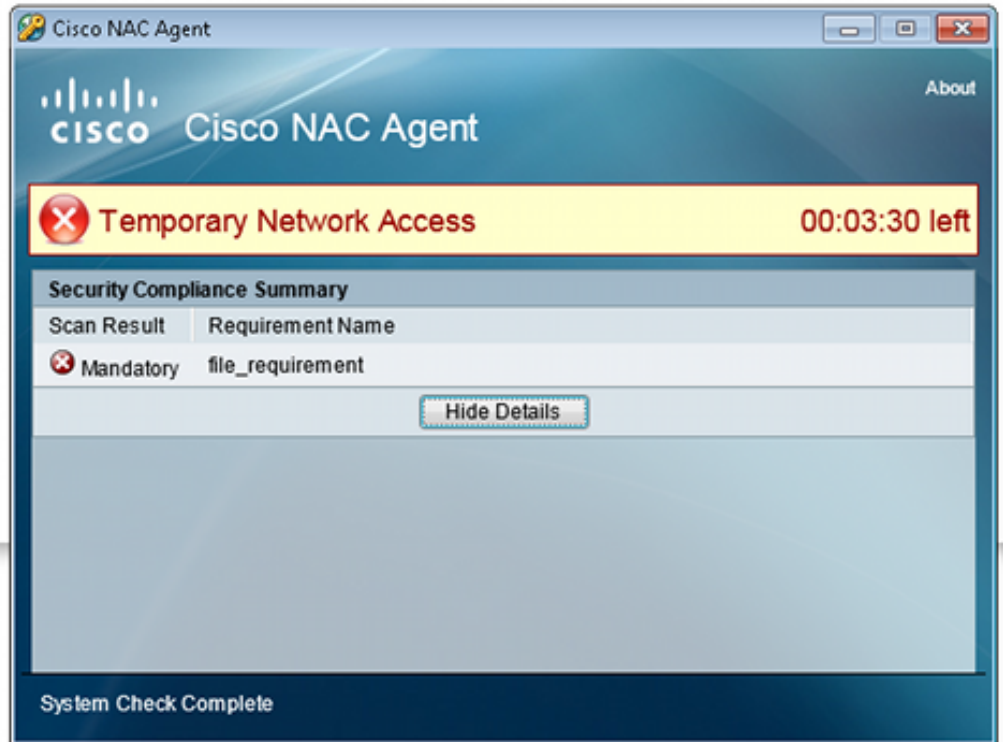 Cisco NAC Agent
About
CISCO Cisco NAC Agent
Temporary Network Access 00:03:30 left
Security Compliance Summary
Scan Result Requirement Name
Mandatory file_requirement
Hide Details
System Check Complete